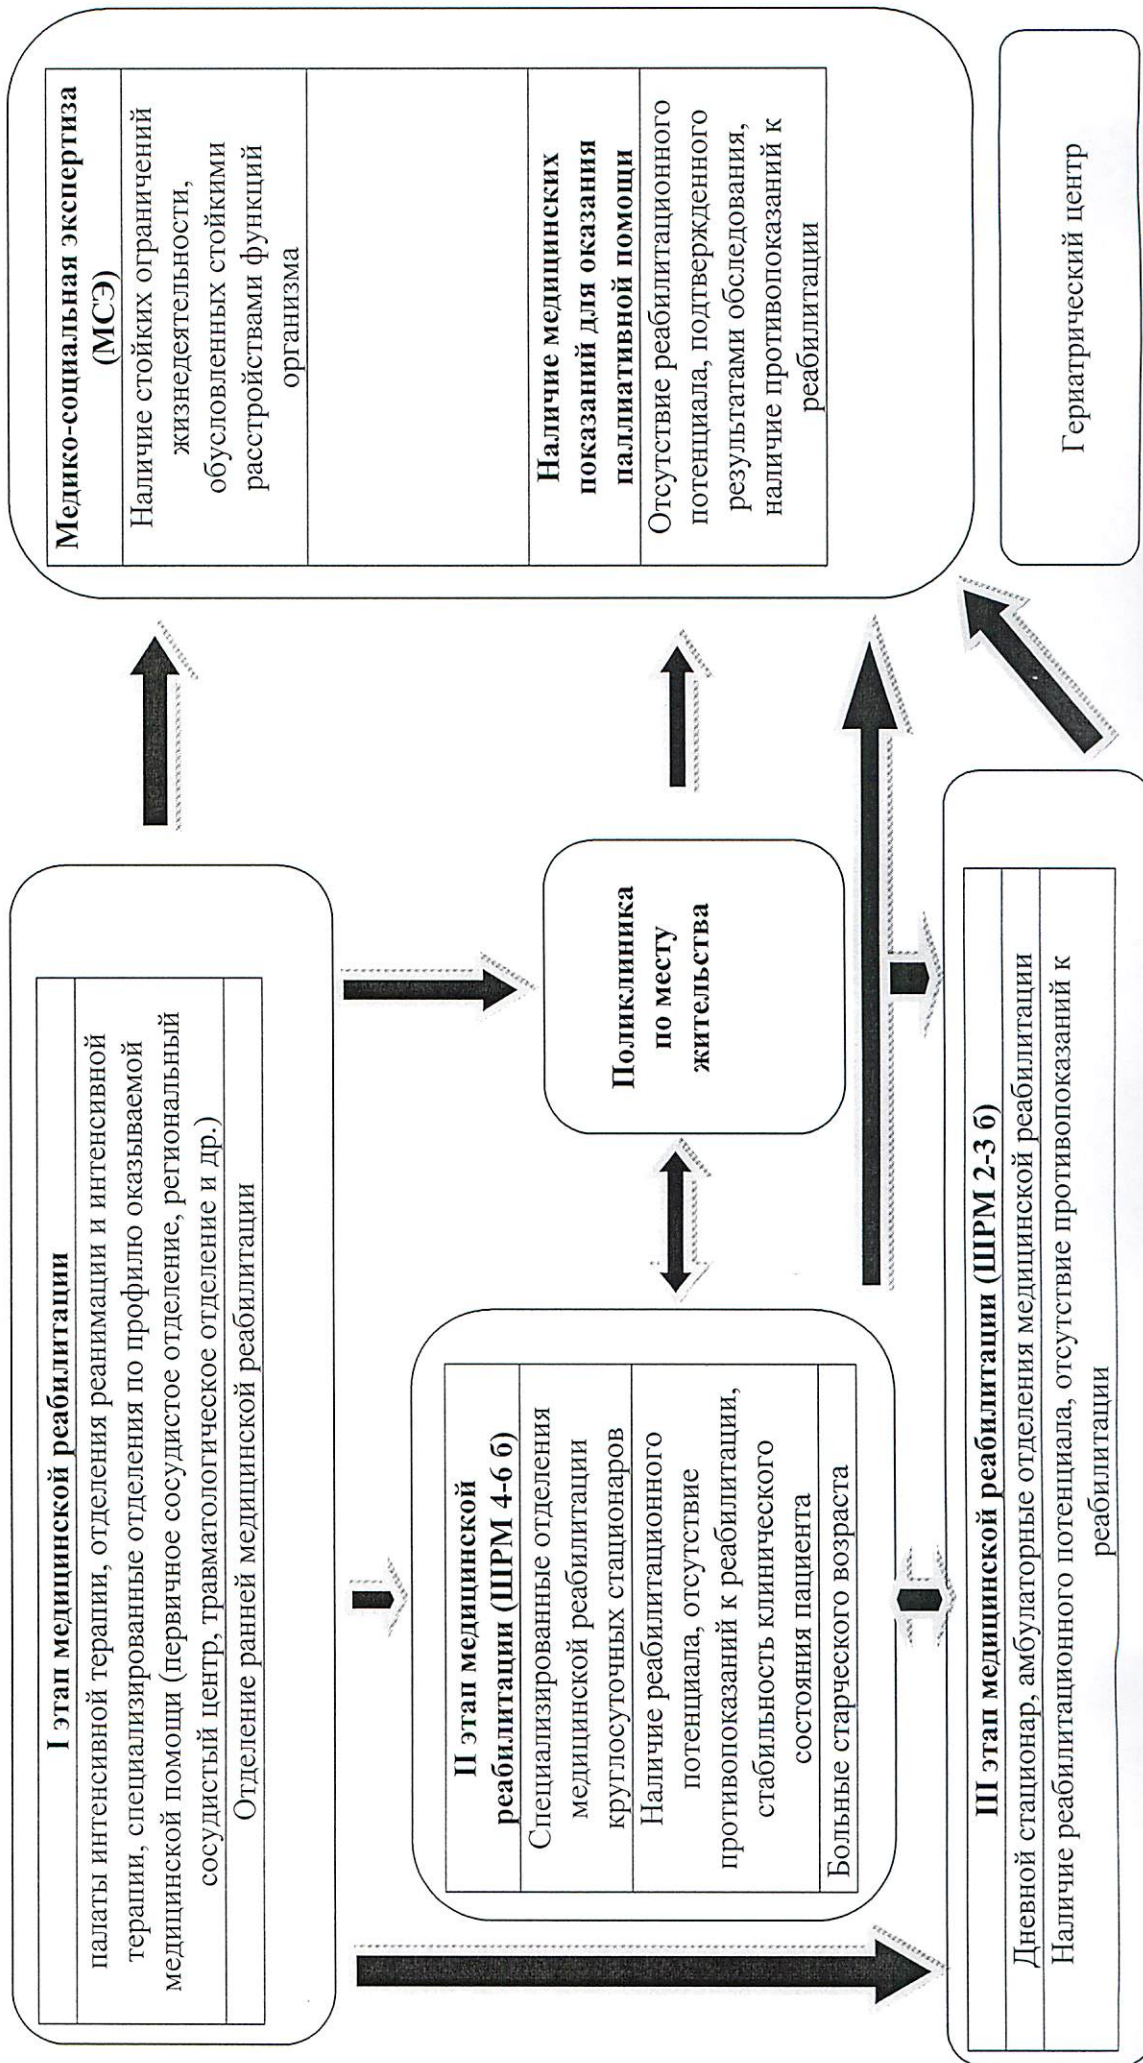 I этап медицинской реабилитации
палаты интенсивной терапии, отделения реанимации и интенсивной
терапии, специализированные отделения по профилю оказываемой
медицинской помощи (первичное сосудистое отделение, региональный
сосудистый центр, травматологическое отделение и др.)
Отделение ранней медицинской реабилитации
Медико-социальная экспертиза
(МСЭ)
Наличие стойких ограничений
жизнедеятельности,
обусловленных стойкими
расстройствами функций
организма
Наличие медицинских
показаний для оказания
паллиативной помощи
Отсутствие реабилитационного
потенциала, подтвержденного
результатами обследования,
наличие противопоказаний к
реабилитации
II этап медицинской
реабилитации (ШРМ 4-6 б)
Специализированные отделения
медицинской реабилитации
круглосуточных стационаров
Наличие реабилитационного
потенциала, отсутствие
противопоказаний к реабилитации,
стабильность клинического
состояния пациента
Больные старческого возраста
Поликлиника
по месту
жительства
III этап медицинской реабилитации (ШРМ 2-3 б)
Дневной стационар, амбулаторные отделения медицинской реабилитации
Наличие реабилитационного потенциала, отсутствие противопоказаний к
реабилитации
Гериатрический центр